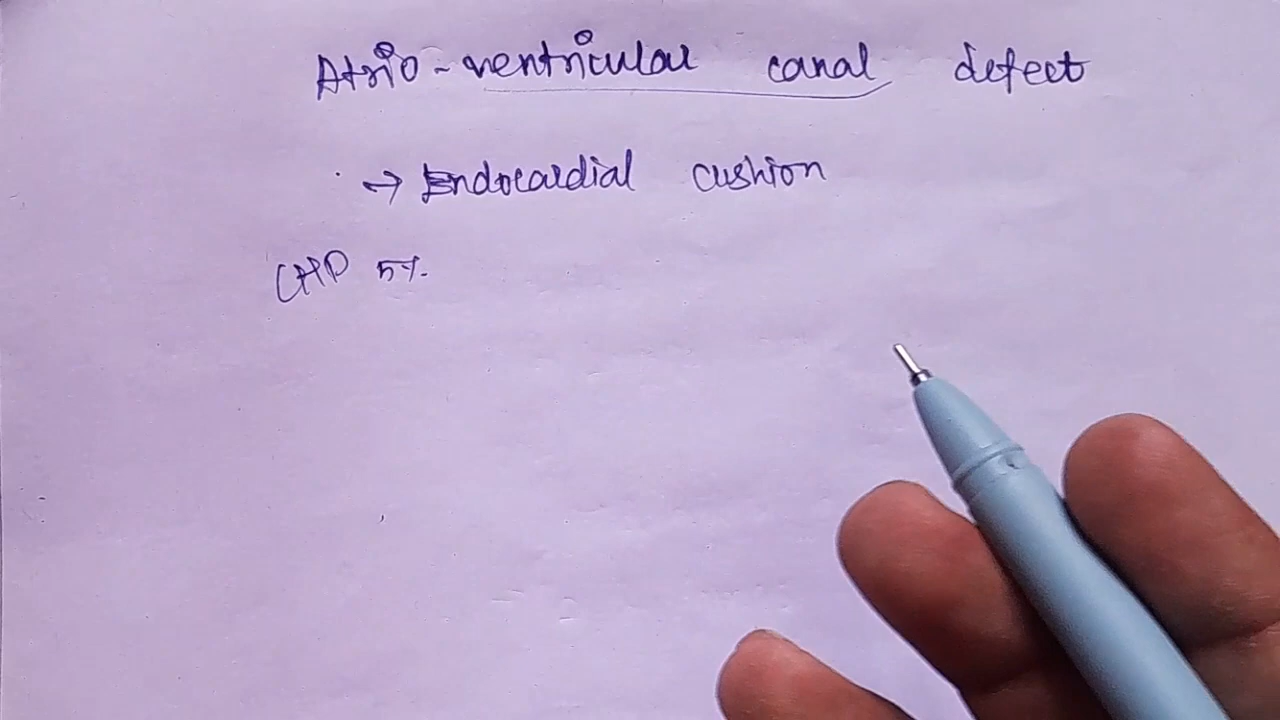 Atrio-ventricular canal defect
→ Endocardial cushion
CHD 5%